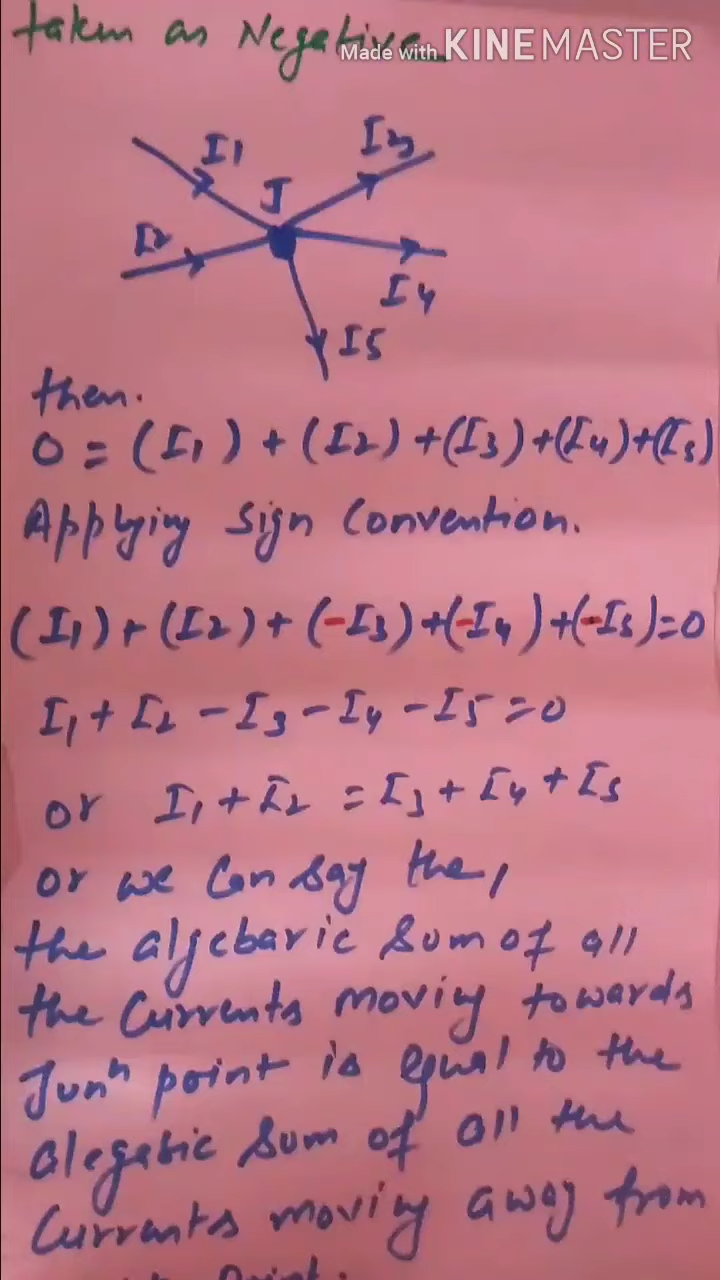 taken as Negative
Made with KINEMASTER
I1
I3
J
I2
I4
I5
then.
0 = (I1) + (I2) + (I3) + (I4) + (I5)
Applying Sign Convention.
(I1) + (I2) + (-I3) + (-I4) + (-I5) = 0
I1 + I2 - I3 - I4 - I5 = 0
or I1 + I2 = I3 + I4 + I5
or we can say the,
the algebaric sum of all
the currents moving towards
Junⁿ point is equal to the
alegebic sum of all the
currents moving away from
Point.